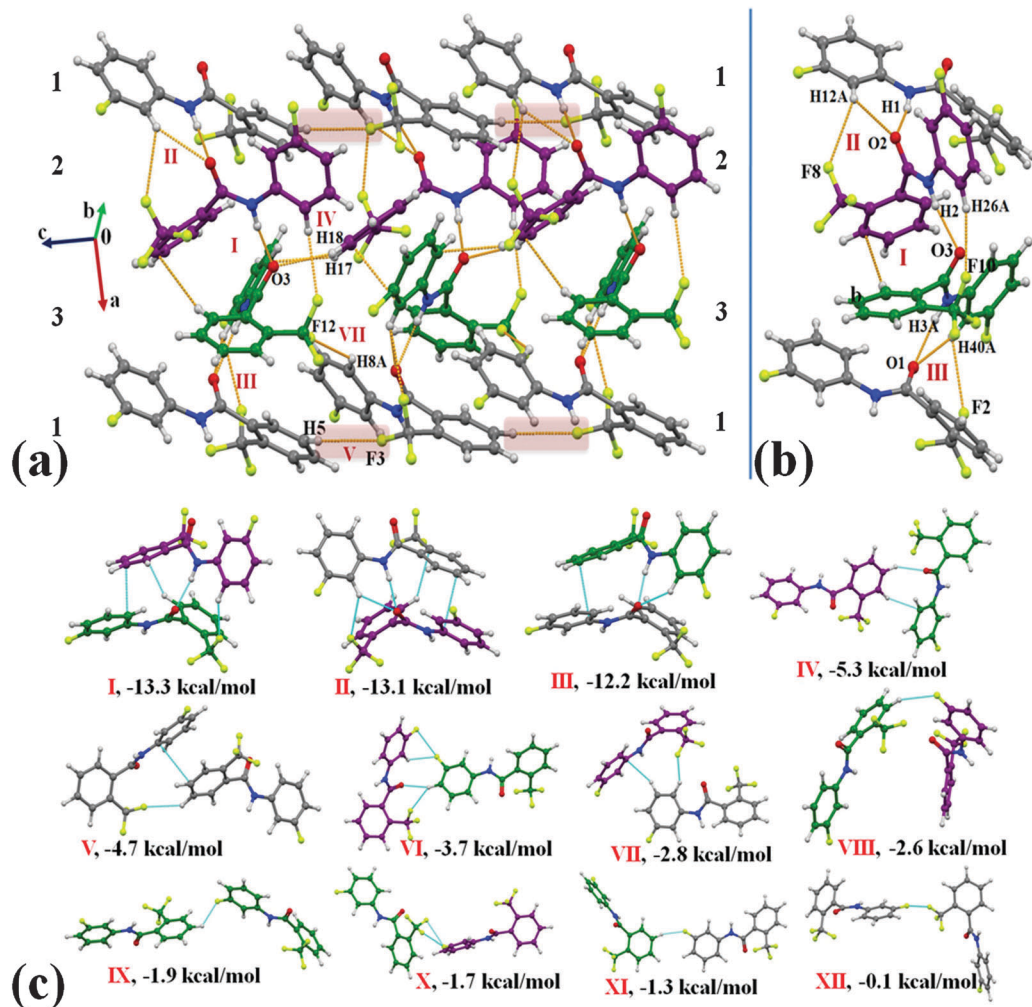 1 1
2 2
3 3
1 1
II
b
c 0
a
I
IV
H18
O3 H17
F12
VII
III
H8A
H5
V F3
(a)
H12A H1
II O2
F8
H2 H26A
I O3
F10
b
H3A
O1 H40A
III
F2
(b)
I, -13.3 kcal/mol
II, -13.1 kcal/mol
III, -12.2 kcal/mol
IV, -5.3 kcal/mol
V, -4.7 kcal/mol
VI, -3.7 kcal/mol
VII, -2.8 kcal/mol
VIII, -2.6 kcal/mol
IX, -1.9 kcal/mol
X, -1.7 kcal/mol
XI, -1.3 kcal/mol
XII, -0.1 kcal/mol
(c)